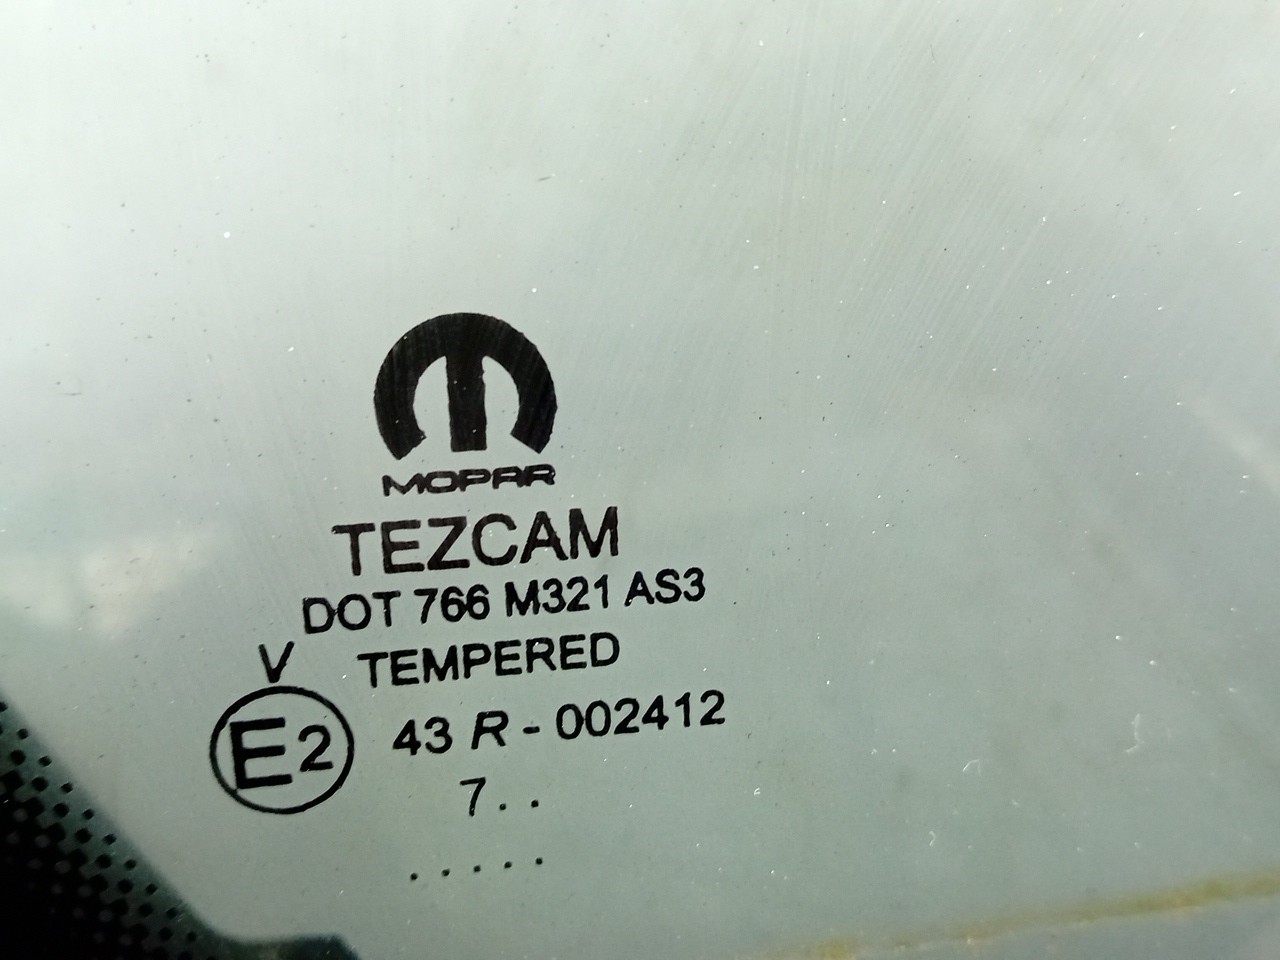 MOPAR
TEZCAM
DOT 766 M321 AS3
V TEMPERED
E2 43 R - 002412
7 . .
. . . . .